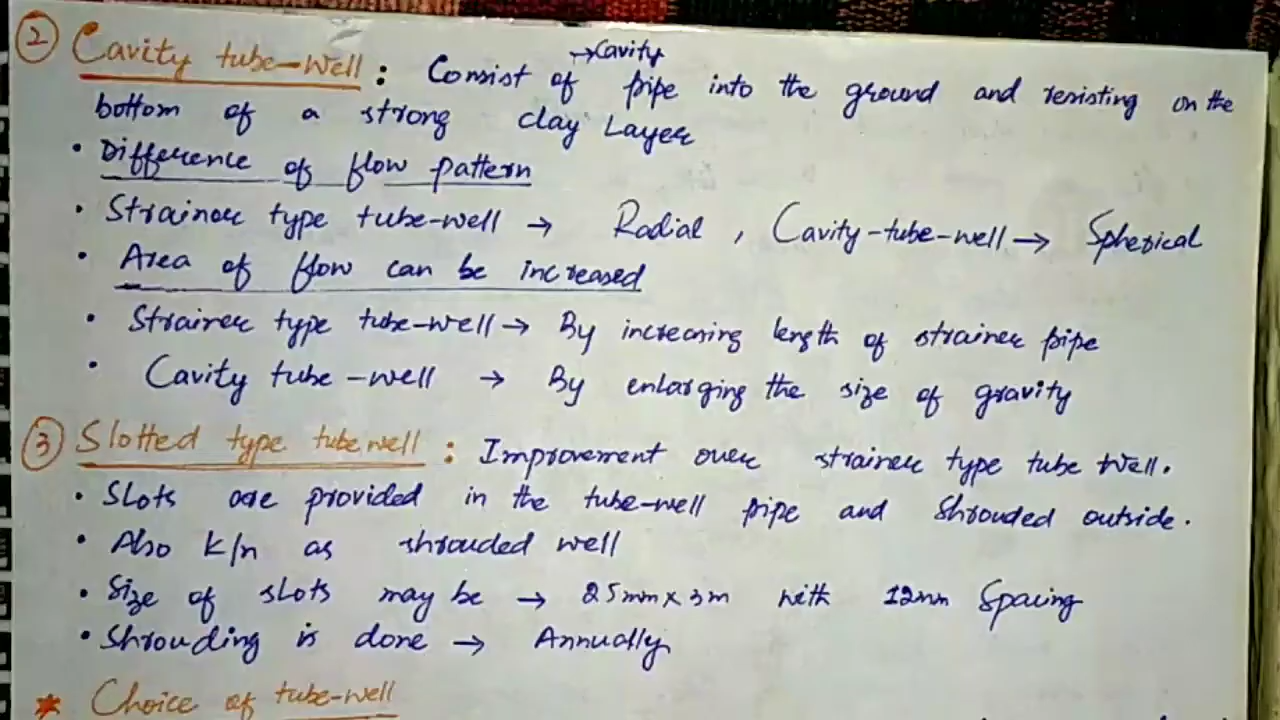 ② Cavity tube-well : Consist of →Cavity pipe into the ground and resisting on the
bottom of a strong clay Layer
• Difference of flow pattern
• Strainer type tube-well → Radial , Cavity-tube-well → Spherical
• Area of flow can be increased
• Strainer type tube-well → By increasing length of strainer pipe
• Cavity tube-well → By enlarging the size of gravity
③ Slotted type tubewell : Improvement over strainer type tube well.
• Slots are provided in the tube-well pipe and shrouded outside.
• Also k/n as shrouded well
• Size of slots may be → 25mm×3m with 12mm Spacing
• Shrouding is done → Annually
* Choice of tube-well